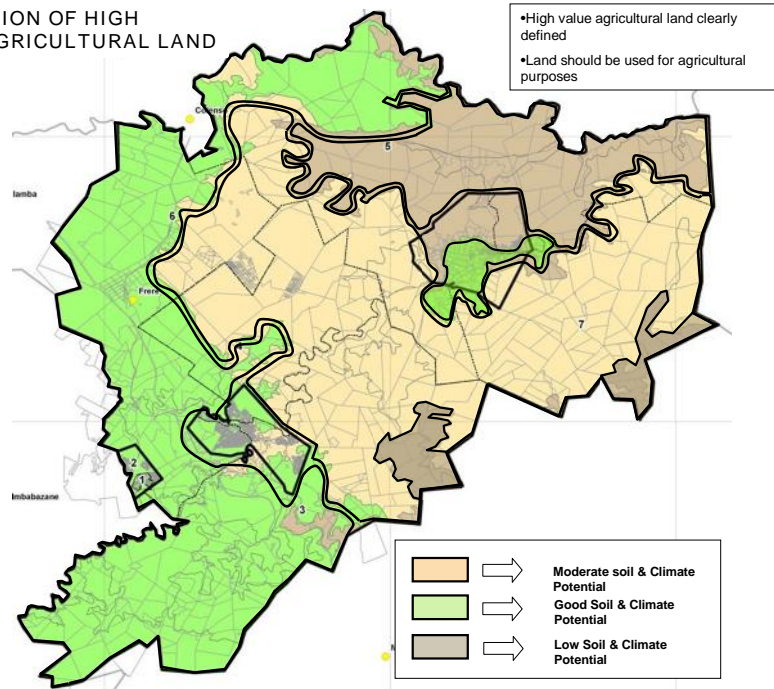 ION OF HIGH
GRICULTURAL LAND
•High value agricultural land clearly
defined
•Land should be used for agricultural
purposes
Colenso
5
lamba
6
Frere
7
2
1
Imbabazane
3
Moderate soil & Climate
Potential
Good Soil & Climate
Potential
Low Soil & Climate
Potential
M